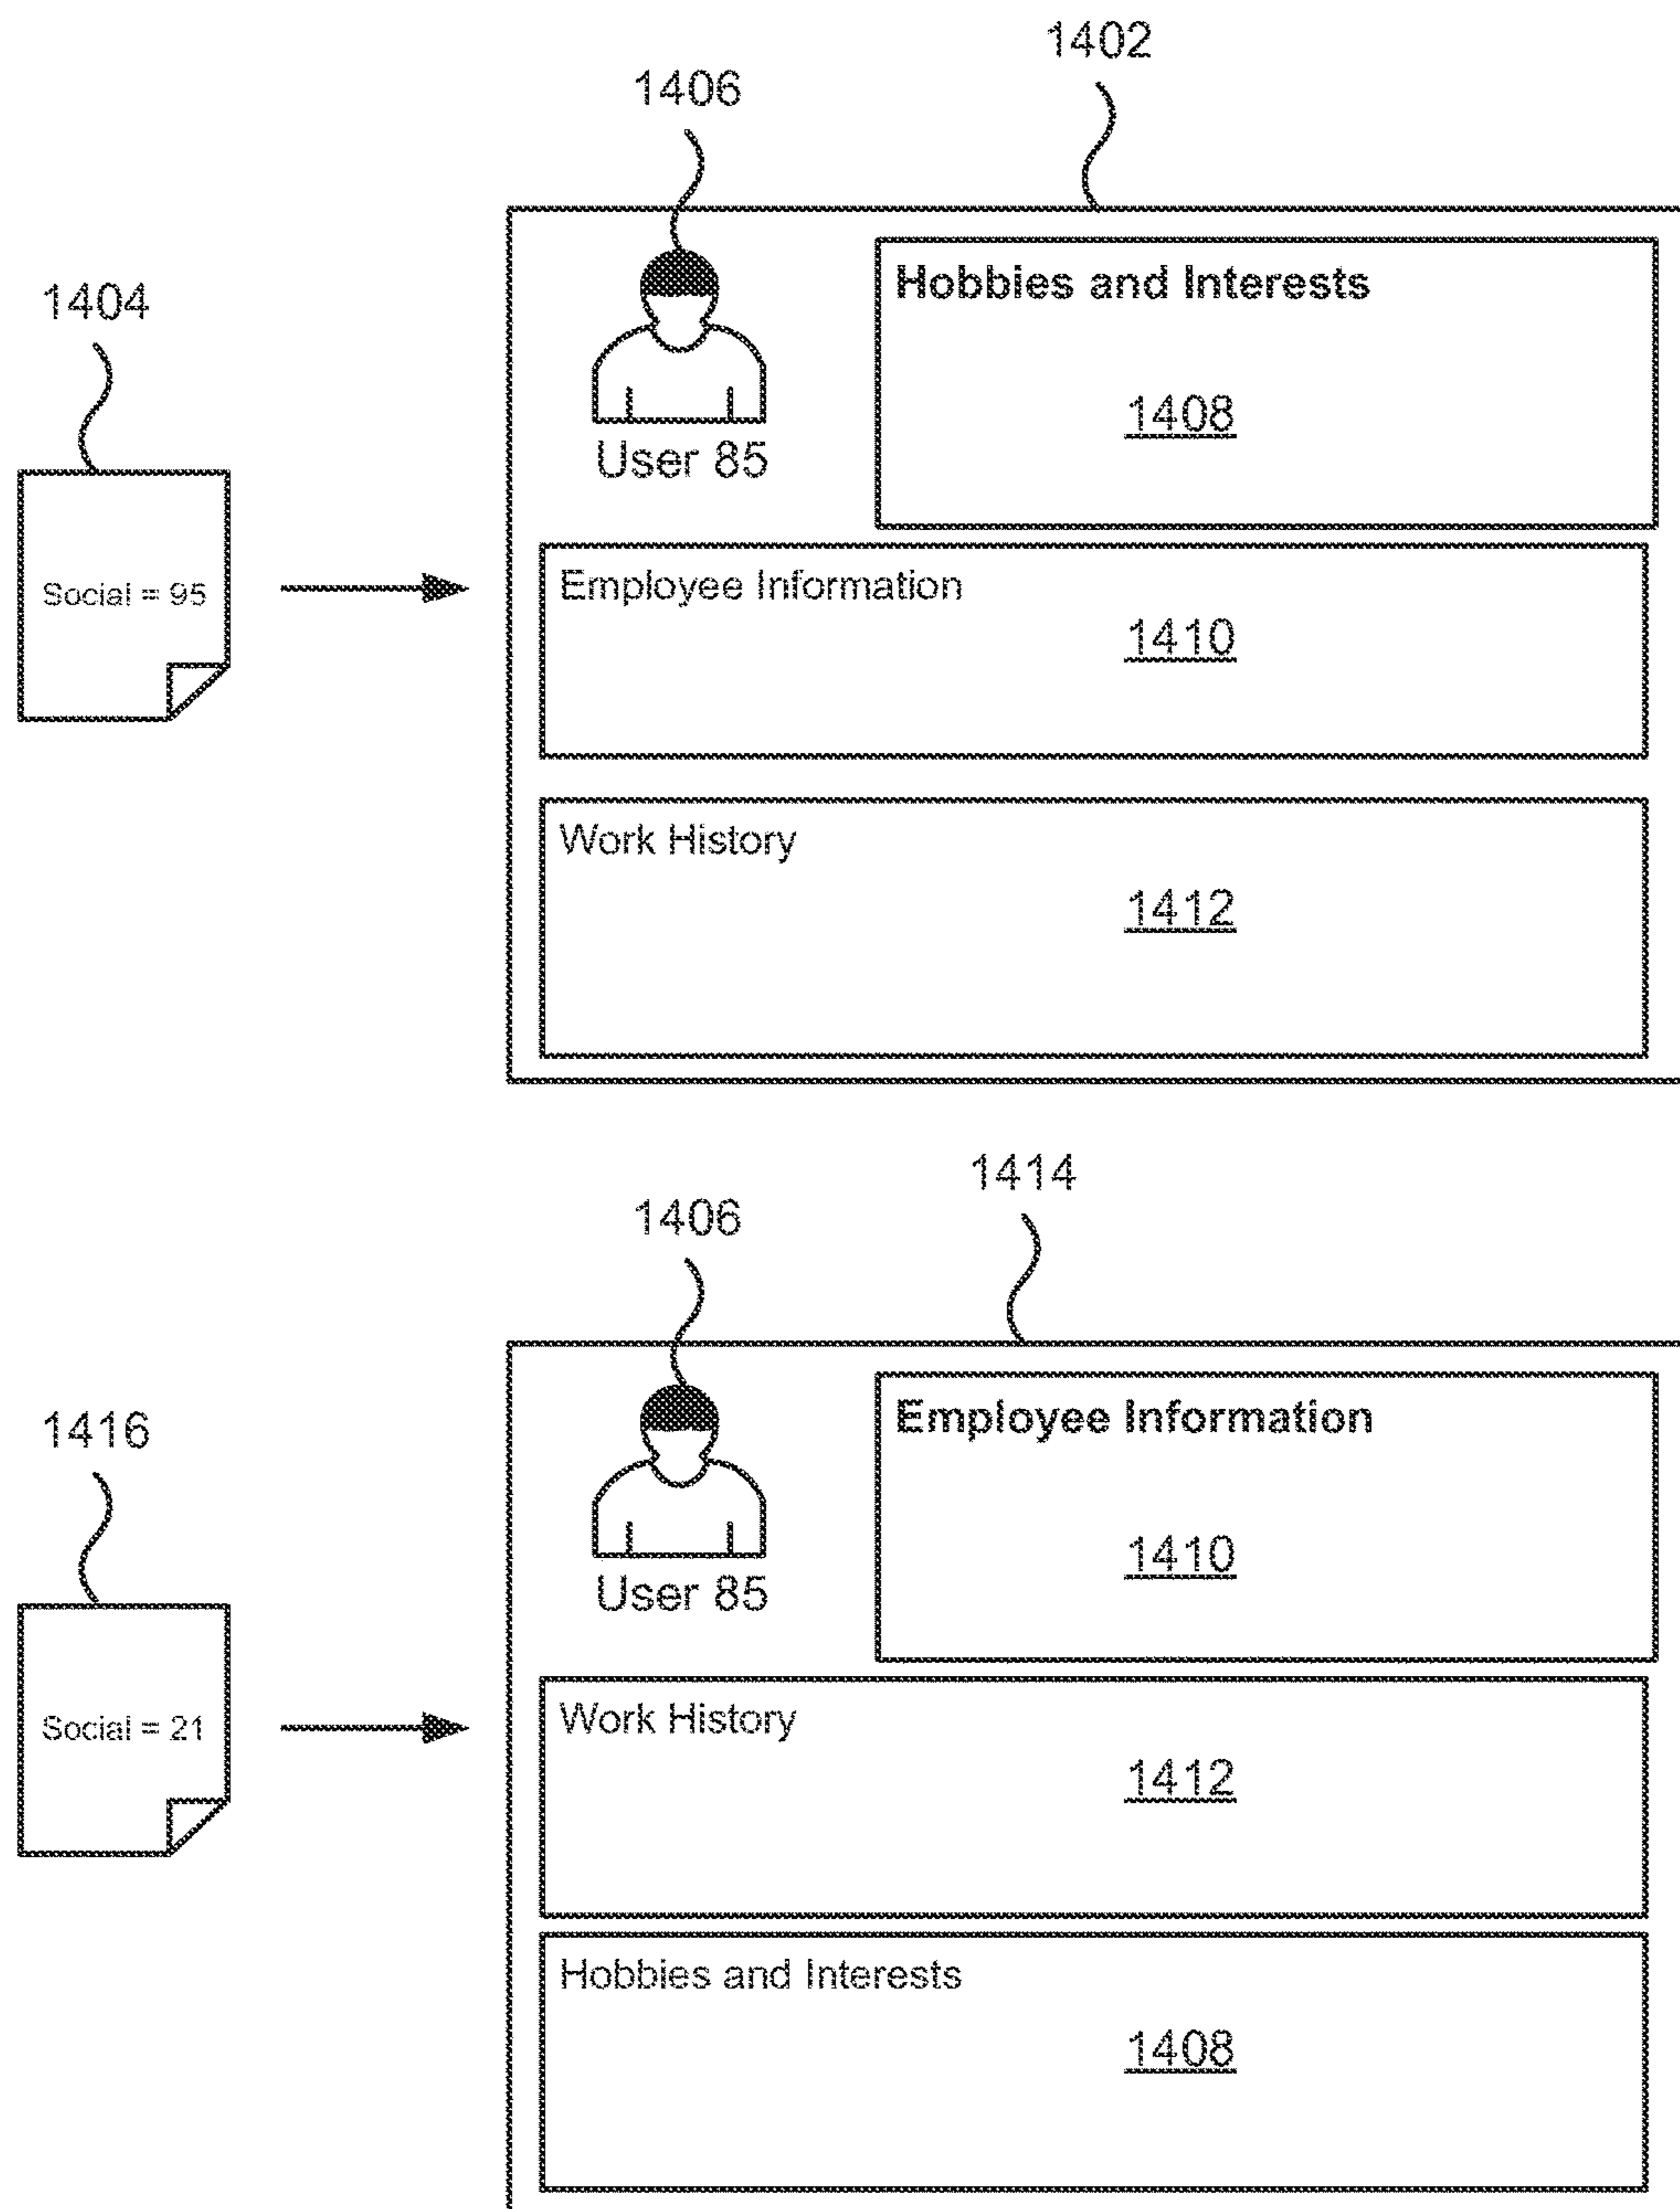 1402
1406
1404
Hobbies and Interests
1408
User 85
Social = 95
Employee Information
1410
Work History
1412
1414
1406
1416
Employee Information
1410
User 85
Social = 21
Work History
1412
Hobbies and Interests
1408